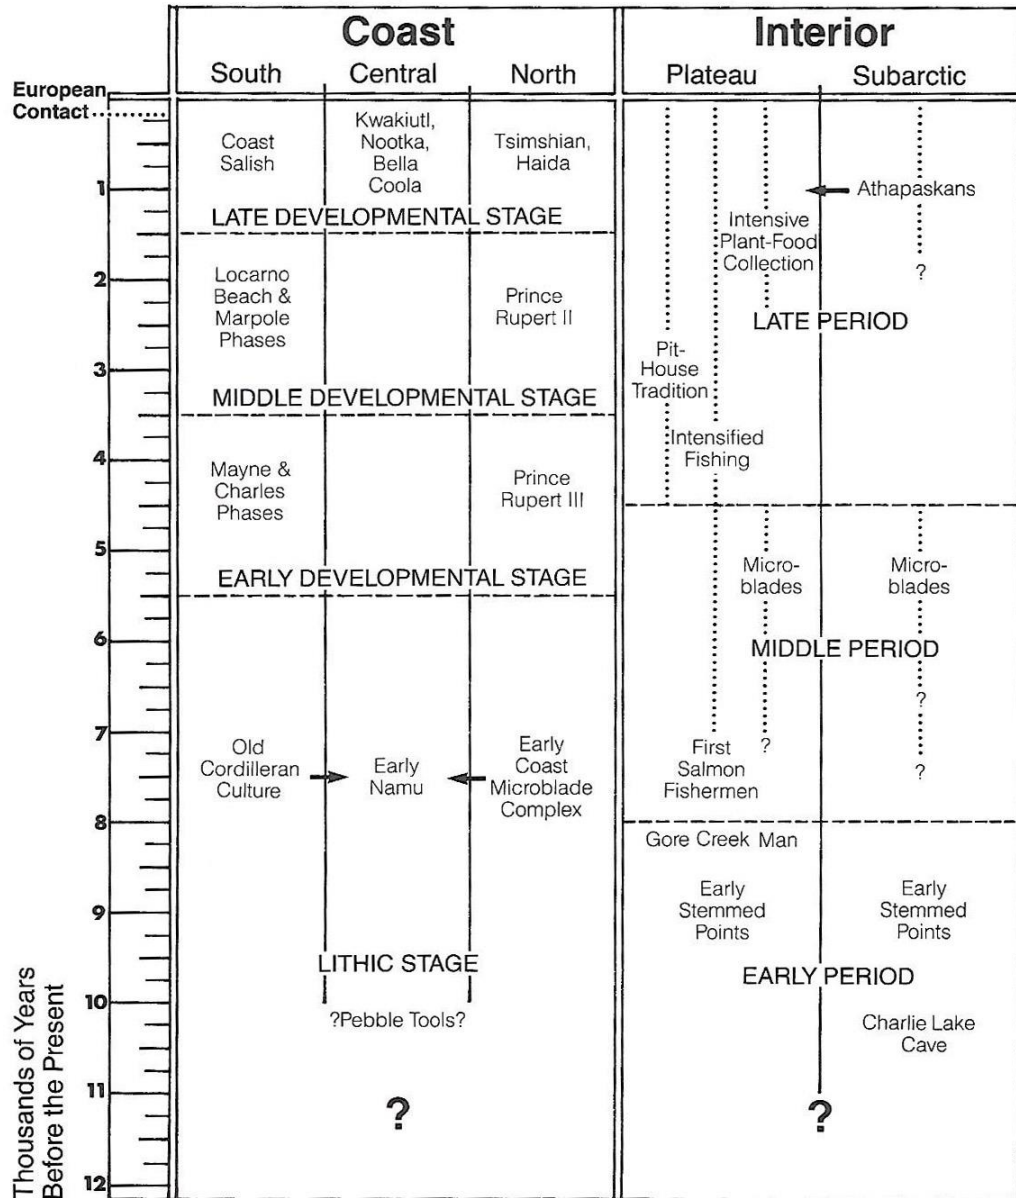 Coast
Interior
South
Central
North
Plateau
Subarctic
European
Contact
Coast
Salish
Kwakiutl,
Nootka,
Bella
Coola
Tsimshian,
Haida
LATE DEVELOPMENTAL STAGE
Locarno
Beach &
Marpole
Phases
Prince
Rupert II
MIDDLE DEVELOPMENTAL STAGE
Mayne &
Charles
Phases
Prince
Rupert III
EARLY DEVELOPMENTAL STAGE
Old
Cordilleran
Culture
Early
Namu
Early
Coast
Microblade
Complex
LITHIC STAGE
?Pebble Tools?
?
Athapaskans
Intensive
Plant-Food
Collection
?
LATE PERIOD
Pit-
House
Tradition
Intensified
Fishing
Micro-
blades
Micro-
blades
MIDDLE PERIOD
?
First
Salmon
Fishermen
?
?
Gore Creek Man
Early
Stemmed
Points
Early
Stemmed
Points
EARLY PERIOD
Charlie Lake
Cave
?
1
2
3
4
5
6
7
8
9
10
11
12
Thousands of Years
Before the Present